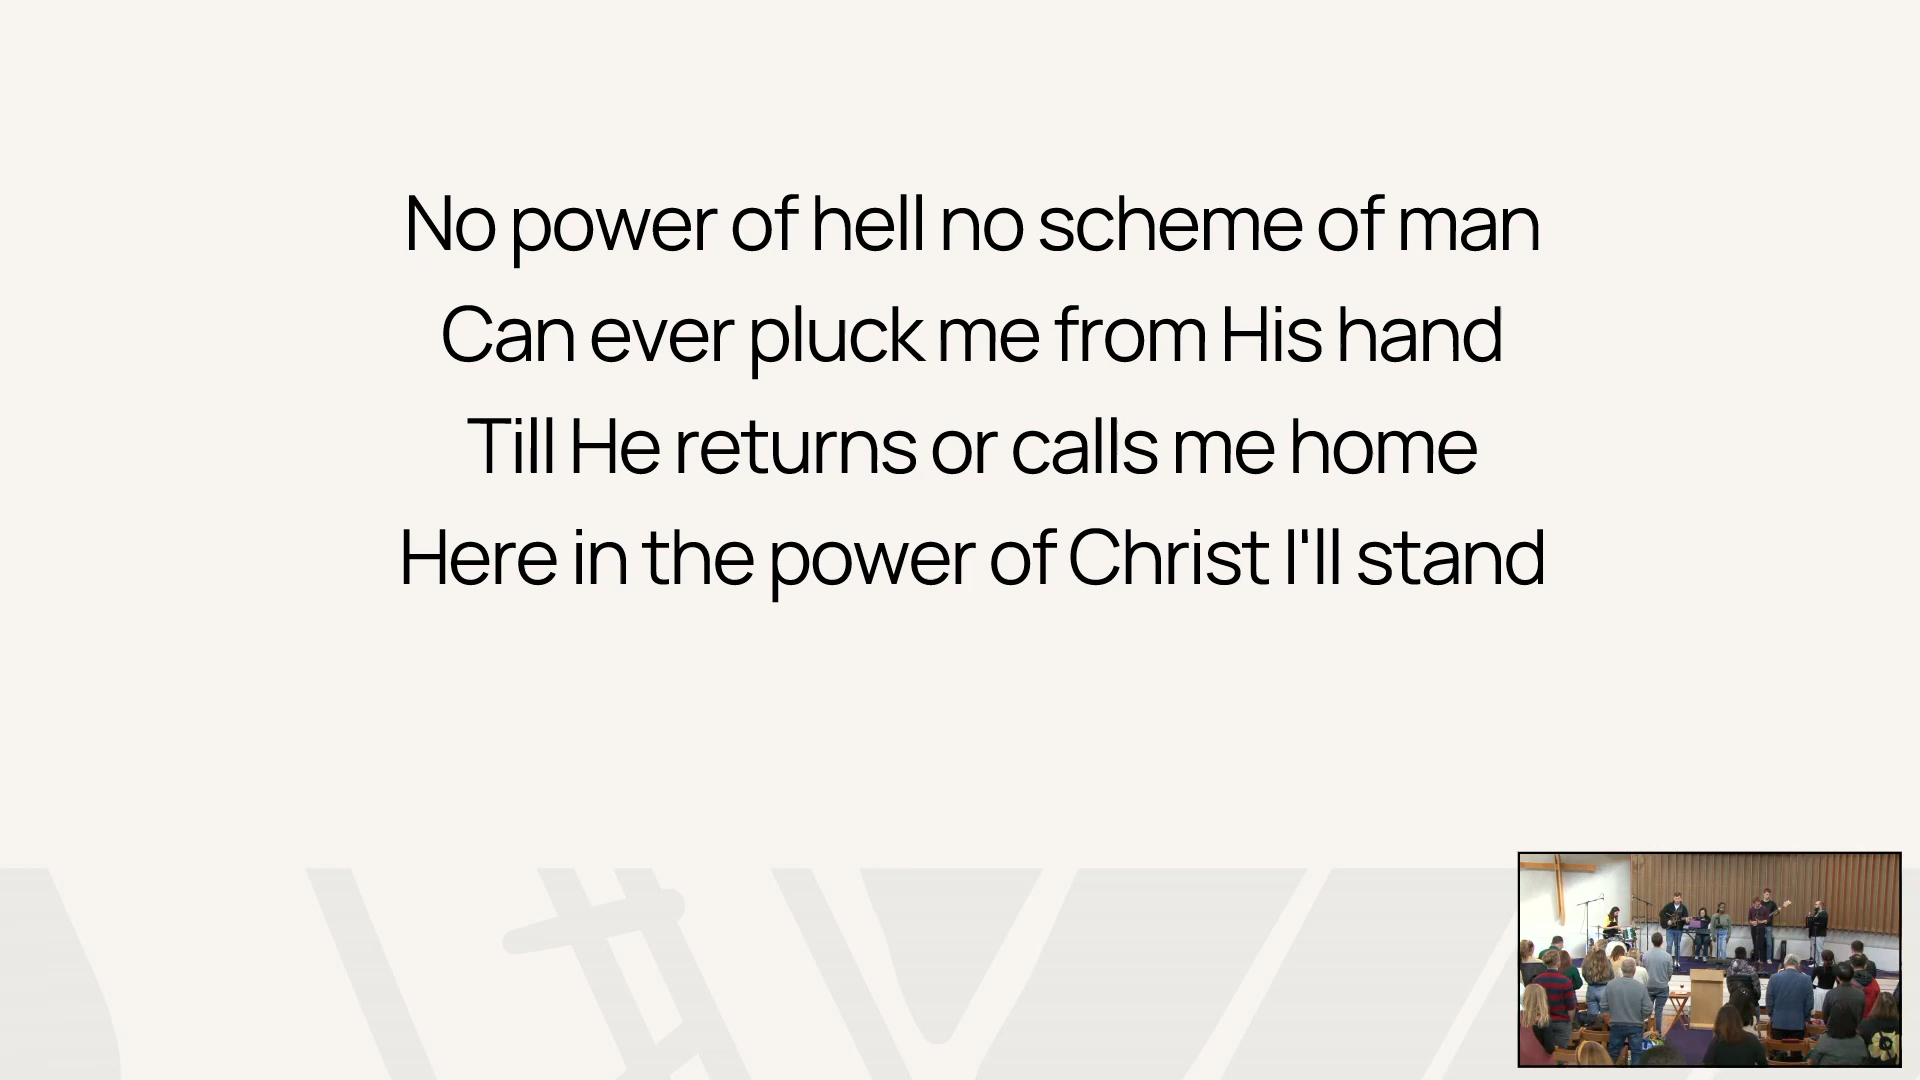 No power of hell no scheme of man
Can ever pluck me from His hand
Till He returns or calls me home
Here in the power of Christ I'll stand